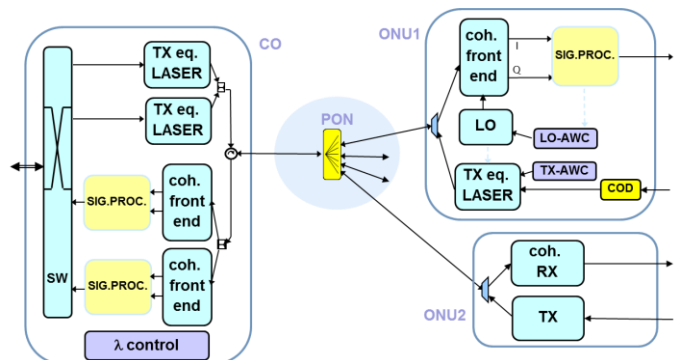 CO
TX eq.
LASER
TX eq.
LASER
SIG.PROC.
coh.
front
end
SIG.PROC.
coh.
front
end
SW
λ control
PON
ONU1
coh.
front
end
I
Q
SIG.PROC.
LO
LO-AWC
TX eq.
LASER
TX-AWC
COD
ONU2
coh.
RX
TX